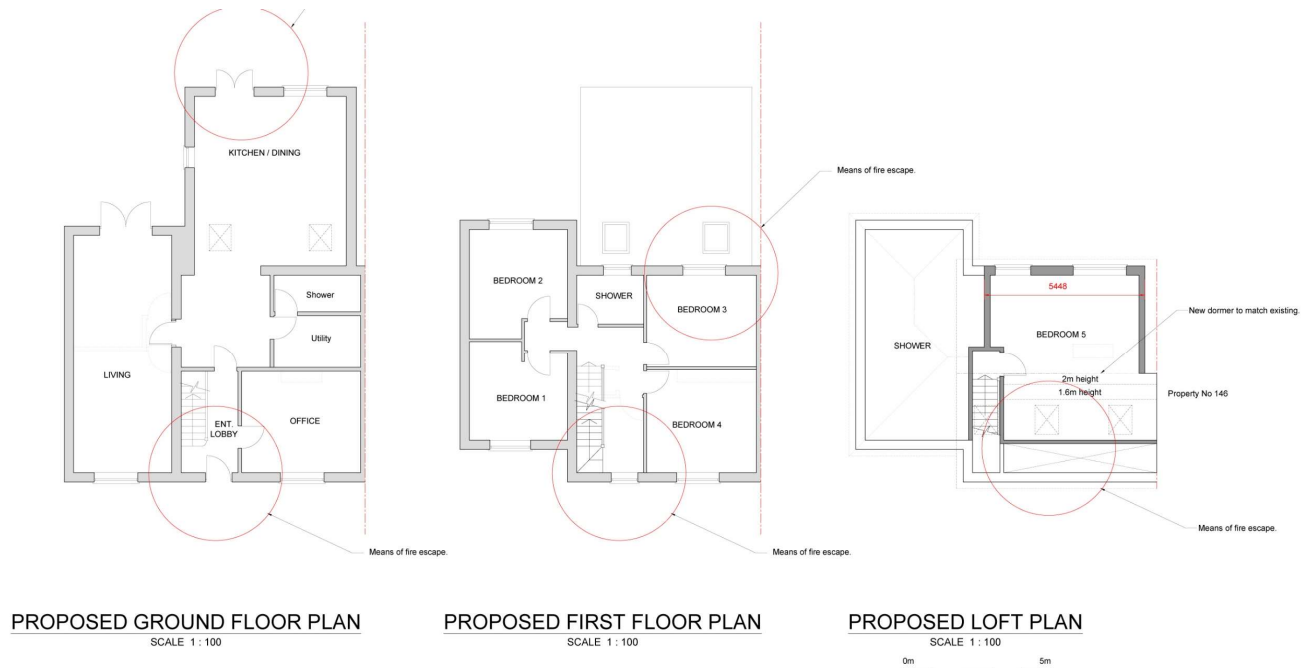 KITCHEN / DINING
Shower
Utility
LIVING
ENT.
LOBBY
OFFICE
Means of fire escape.
PROPOSED GROUND FLOOR PLAN
SCALE 1 : 100
Means of fire escape.
BEDROOM 2
SHOWER
BEDROOM 3
BEDROOM 1
BEDROOM 4
Means of fire escape.
PROPOSED FIRST FLOOR PLAN
SCALE 1 : 100
5448
New dormer to match existing.
BEDROOM 5
SHOWER
2m height
1.6m height
Property No 146
Means of fire escape.
PROPOSED LOFT PLAN
SCALE 1 : 100
0m 5m